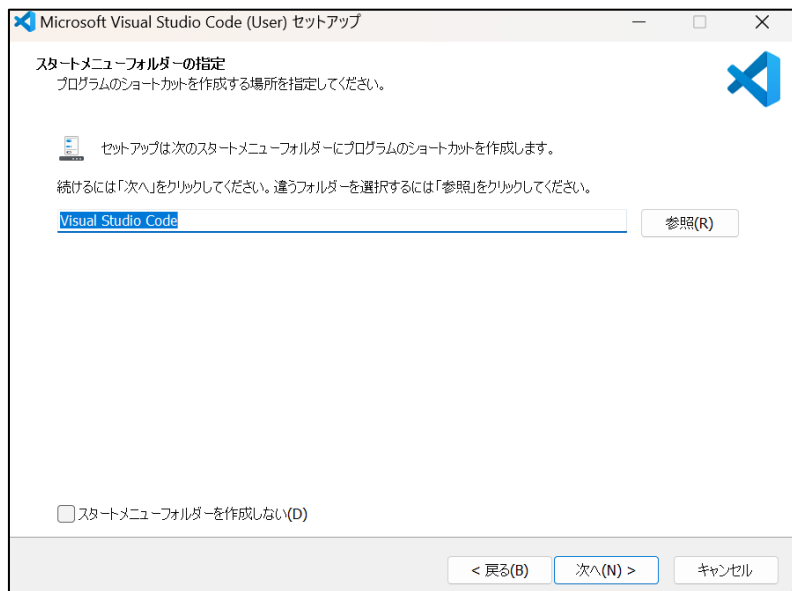 Microsoft Visual Studio Code (User) セットアップ
スタートメニューフォルダーの指定
プログラムのショートカットを作成する場所を指定してください。
セットアップは次のスタートメニューフォルダーにプログラムのショートカットを作成します。
続けるには「次へ」をクリックしてください。違うフォルダーを選択するには「参照」をクリックしてください。
Visual Studio Code
参照(R)
スタートメニューフォルダーを作成しない(D)
< 戻る(B)
次へ(N) >
キャンセル